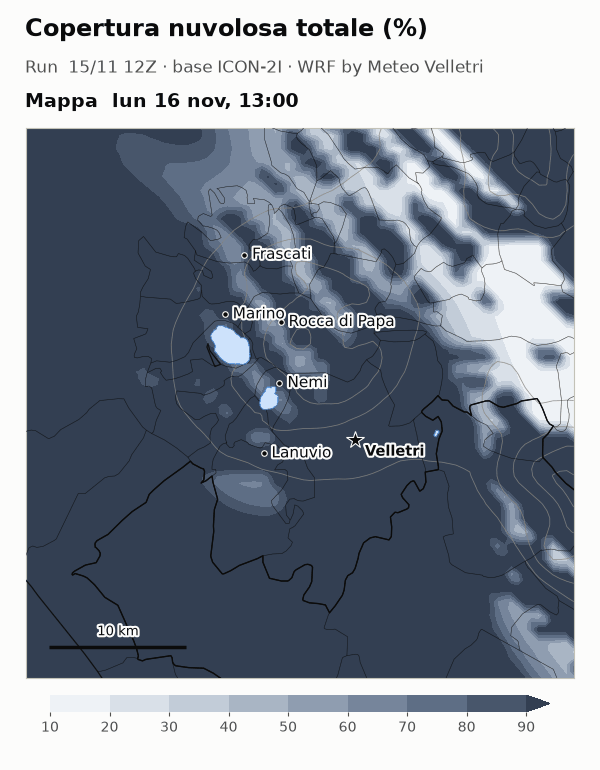 Copertura nuvolosa totale (%)
Run  15/11 12Z · base ICON-2I · WRF by Meteo Velletri
Mappa  lun 16 nov, 13:00
Frascati
Marino
Rocca di Papa
Nemi
Velletri
Lanuvio
10 km
10 20 30 40 50 60 70 80 90